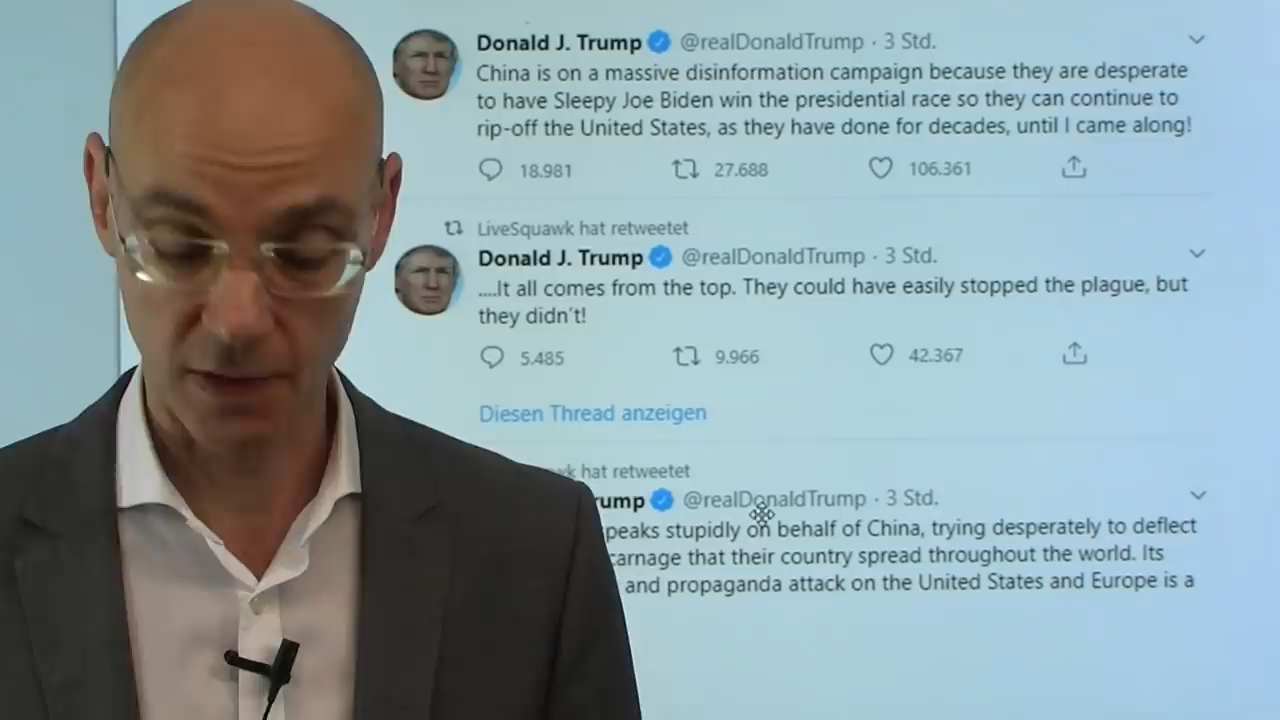 Donald J. Trump @realDonaldTrump · 3 Std.
China is on a massive disinformation campaign because they are desperate
to have Sleepy Joe Biden win the presidential race so they can continue to
rip-off the United States, as they have done for decades, until I came along!
18.981 27.688 106.361
LiveSquawk hat retweetet
Donald J. Trump @realDonaldTrump · 3 Std.
....It all comes from the top. They could have easily stopped the plague, but
they didn't!
5.485 9.966 42.367
Diesen Thread anzeigen
hat retweetet
ump @realDonaldTrump · 3 Std.
peaks stupidly on behalf of China, trying desperately to deflect
arnage that their country spread throughout the world. Its
and propaganda attack on the United States and Europe is a